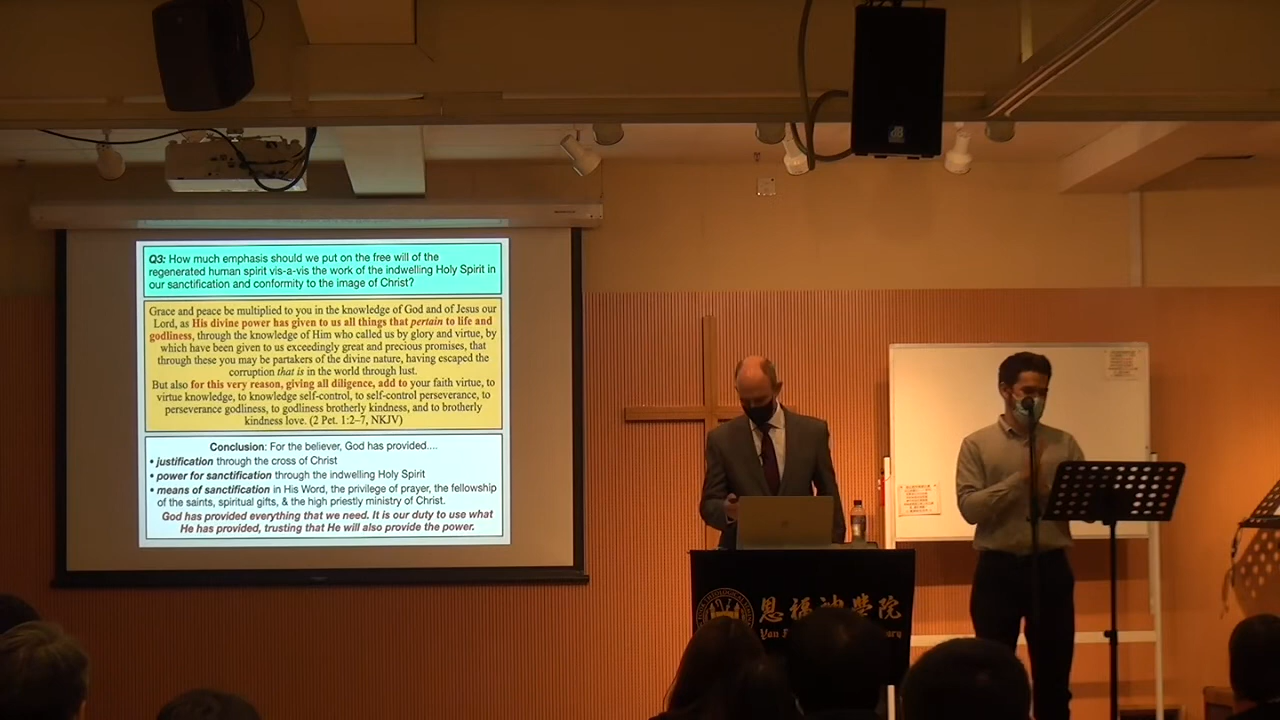 Q3: How much emphasis should we put on the free will of the
regenerated human spirit vis-a-vis the work of the indwelling Holy Spirit in
our sanctification and conformity to the image of Christ?
Grace and peace be multiplied to you in the knowledge of God and of Jesus our
Lord, as His divine power has given to us all things that pertain to life and
godliness, through the knowledge of Him who called us by glory and virtue, by
which have been given to us exceedingly great and precious promises, that
through these you may be partakers of the divine nature, having escaped the
corruption that is in the world through lust.
But also for this very reason, giving all diligence, add to your faith virtue, to
virtue knowledge, to knowledge self-control, to self-control perseverance, to
perseverance godliness, to godliness brotherly kindness, and to brotherly
kindness love. (2 Pet. 1:2–7, NKJV)
Conclusion: For the believer, God has provided....
• justification through the cross of Christ
• power for sanctification through the indwelling Holy Spirit
• means of sanctification in His Word, the privilege of prayer, the fellowship
of the saints, spiritual gifts, & the high priestly ministry of Christ.
God has provided everything that we need. It is our duty to use what
He has provided, trusting that He will also provide the power.
恩福神學院